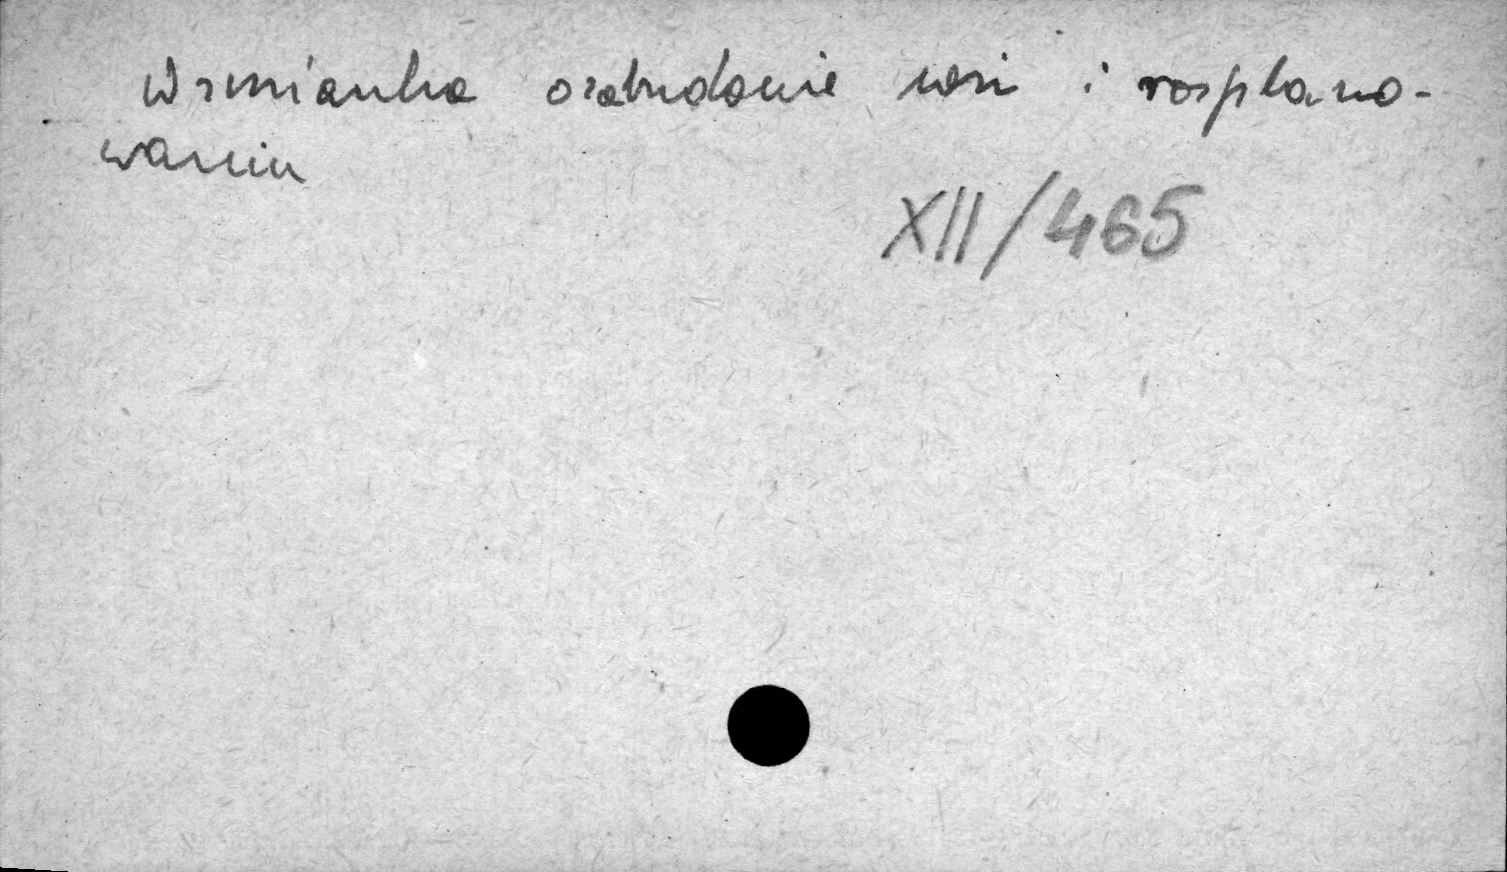 Wzmianka o zabudowie wsi i rozplano-
waniu
XII/465